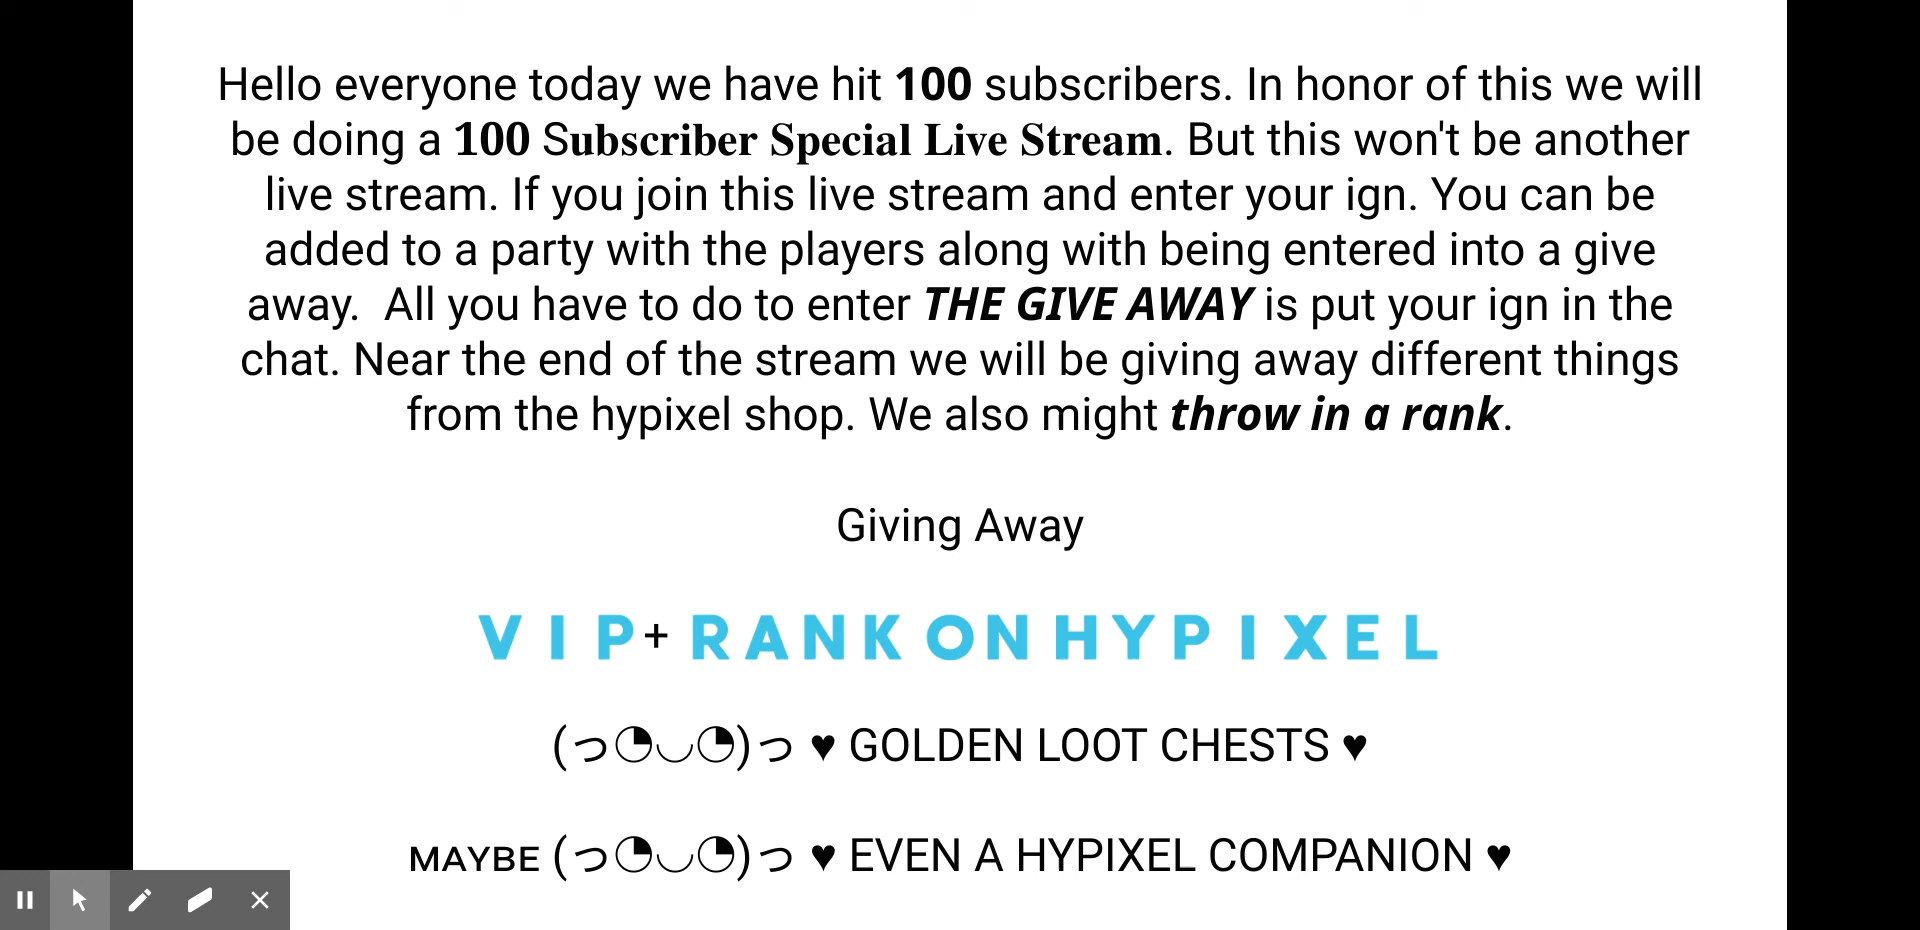 Hello everyone today we have hit 100 subscribers. In honor of this we will
be doing a 100 Subscriber Special Live Stream. But this won't be another
live stream. If you join this live stream and enter your ign. You can be
added to a party with the players along with being entered into a give
away.  All you have to do to enter THE GIVE AWAY is put your ign in the
chat. Near the end of the stream we will be giving away different things
from the hypixel shop. We also might throw in a rank.
Giving Away
VIP+ RANK ON HYPIXEL
(っ◔◡◔)っ ♥ GOLDEN LOOT CHESTS ♥
ᴍᴀʏʙᴇ (っ◔◡◔)っ ♥ EVEN A HYPIXEL COMPANION ♥